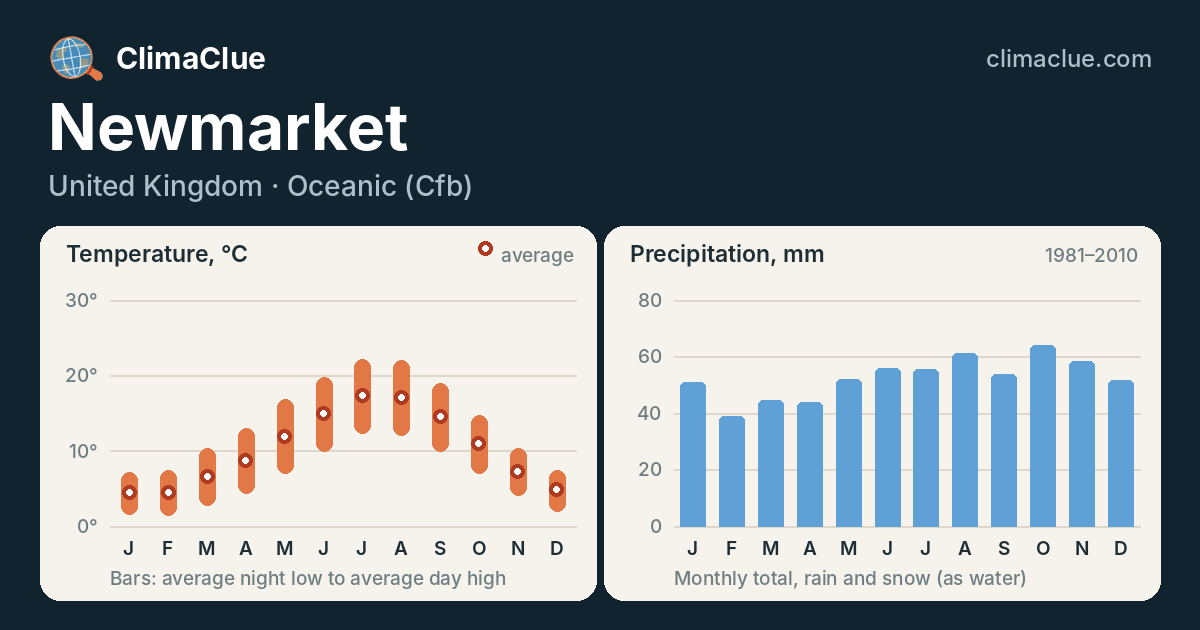 ClimaClue
climaclue.com
Newmarket
United Kingdom · Oceanic (Cfb)
Temperature, °C
average
30°
20°
10°
0°
J F M A M J J A S O N D
Bars: average night low to average day high
Precipitation, mm
1981–2010
80
60
40
20
0
J F M A M J J A S O N D
Monthly total, rain and snow (as water)